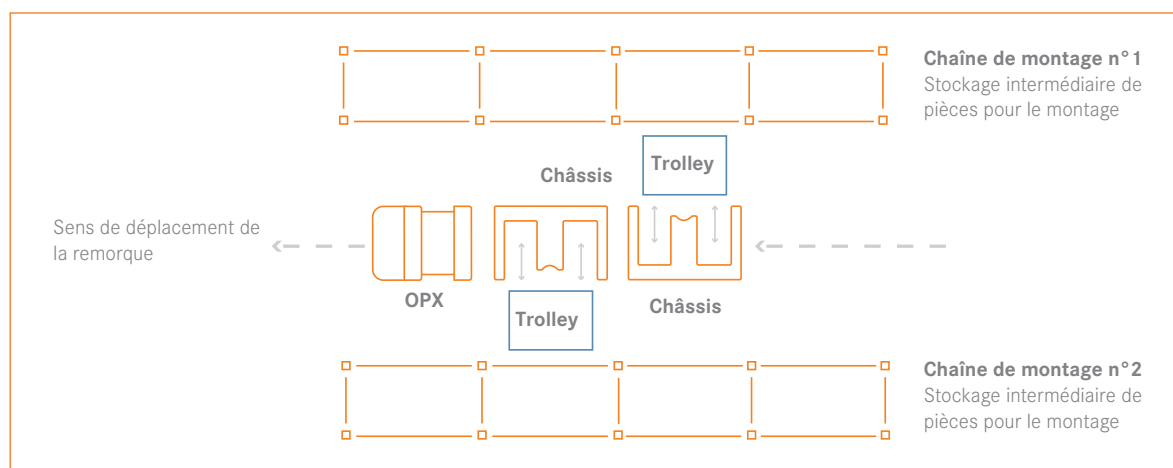 Chaîne de montage n° 1
Stockage intermédiaire de
pièces pour le montage
Trolley
Châssis
Sens de déplacement de
la remorque
OPX
Châssis
Trolley
Chaîne de montage n° 2
Stockage intermédiaire de
pièces pour le montage